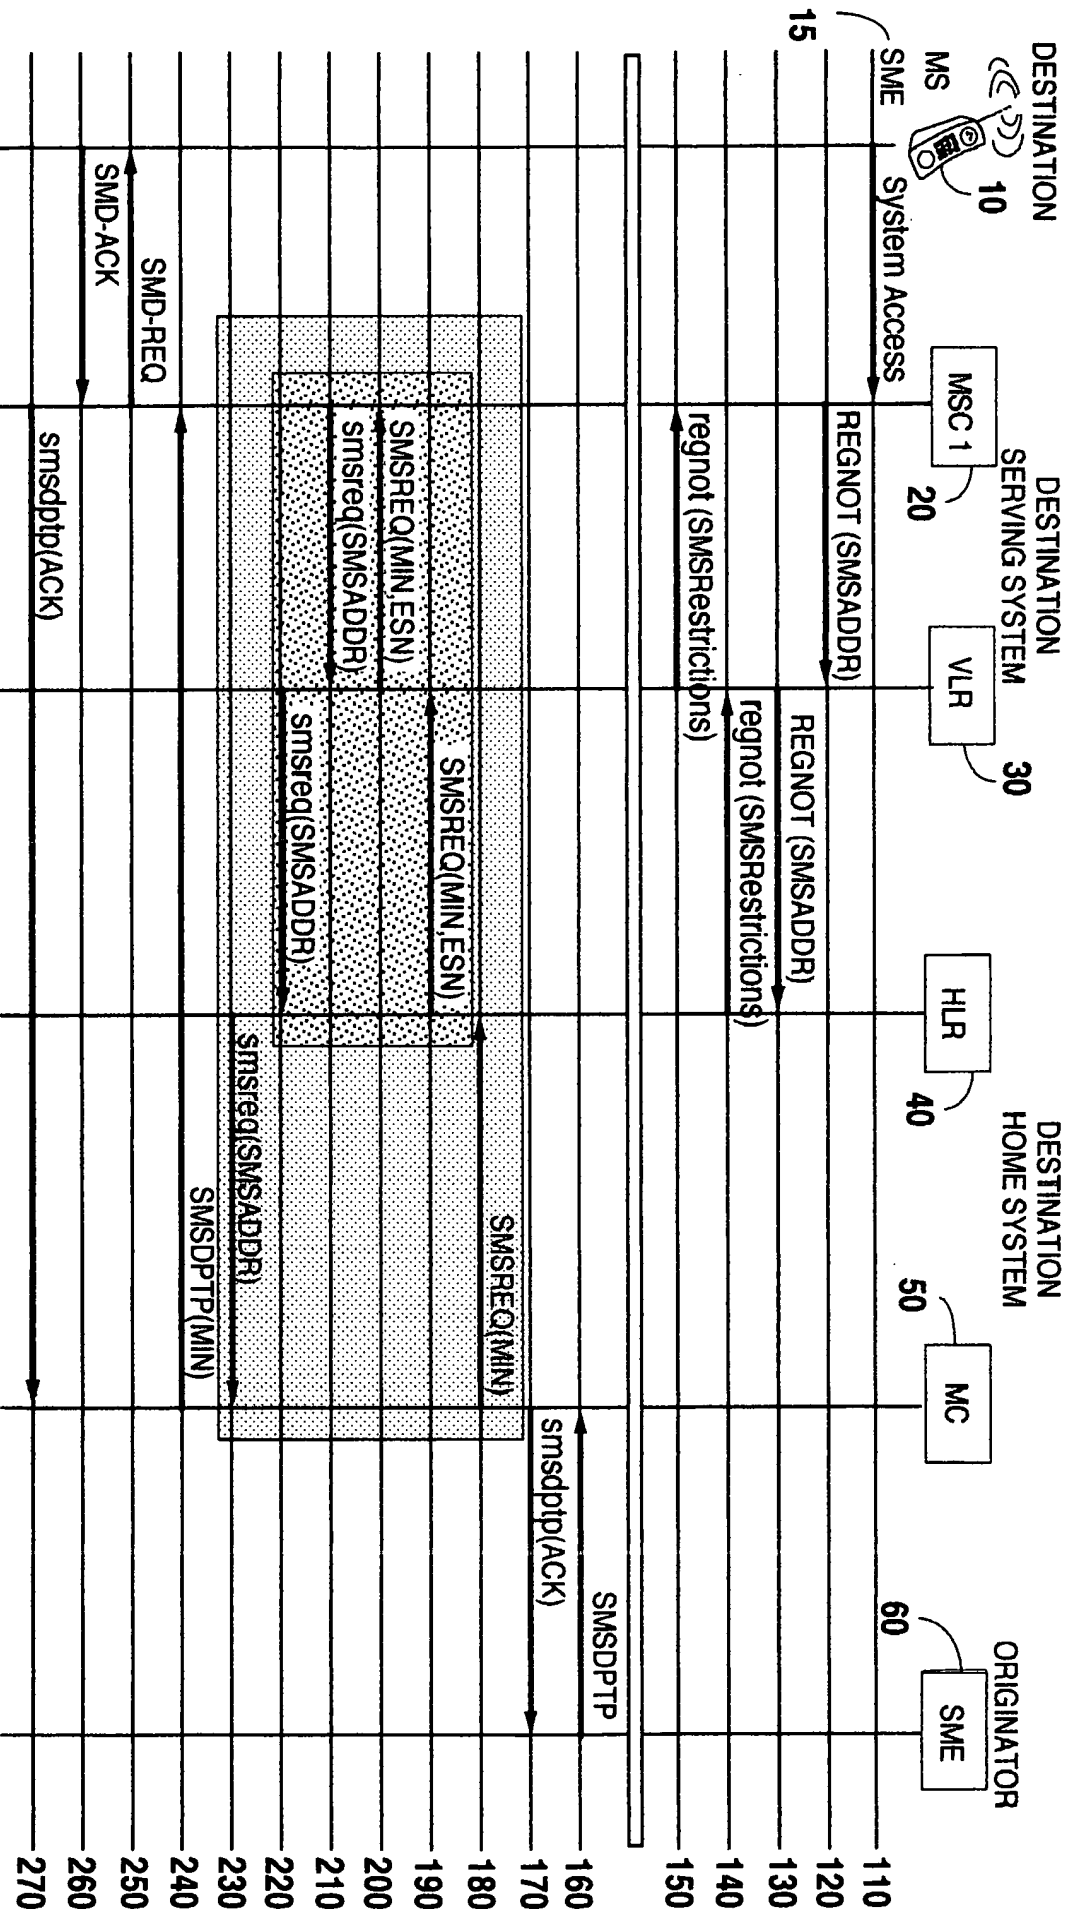 DESTINATION
MS
10
SME
15
DESTINATION
SERVING SYSTEM
MSC 1
20
VLR
30
DESTINATION
HOME SYSTEM
HLR
40
MC
50
ORIGINATOR
SME
60
System Access
110
REGNOT (SMSADDR)
120
REGNOT (SMSADDR)
130
regnot (SMSRestrictions)
140
regnot (SMSRestrictions)
150
SMSDPTP
160
smsdptp(ACK)
170
SMSREQ(MIN)
180
SMSREQ(MIN,ESN)
190
SMSREQ(MIN,ESN)
200
smsreq(SMSADDR)
210
smsreq(SMSADDR)
220
smsreq(SMSADDR)
230
SMSDPTP(MIN)
240
SMD-REQ
250
SMD-ACK
260
smsdptp(ACK)
270